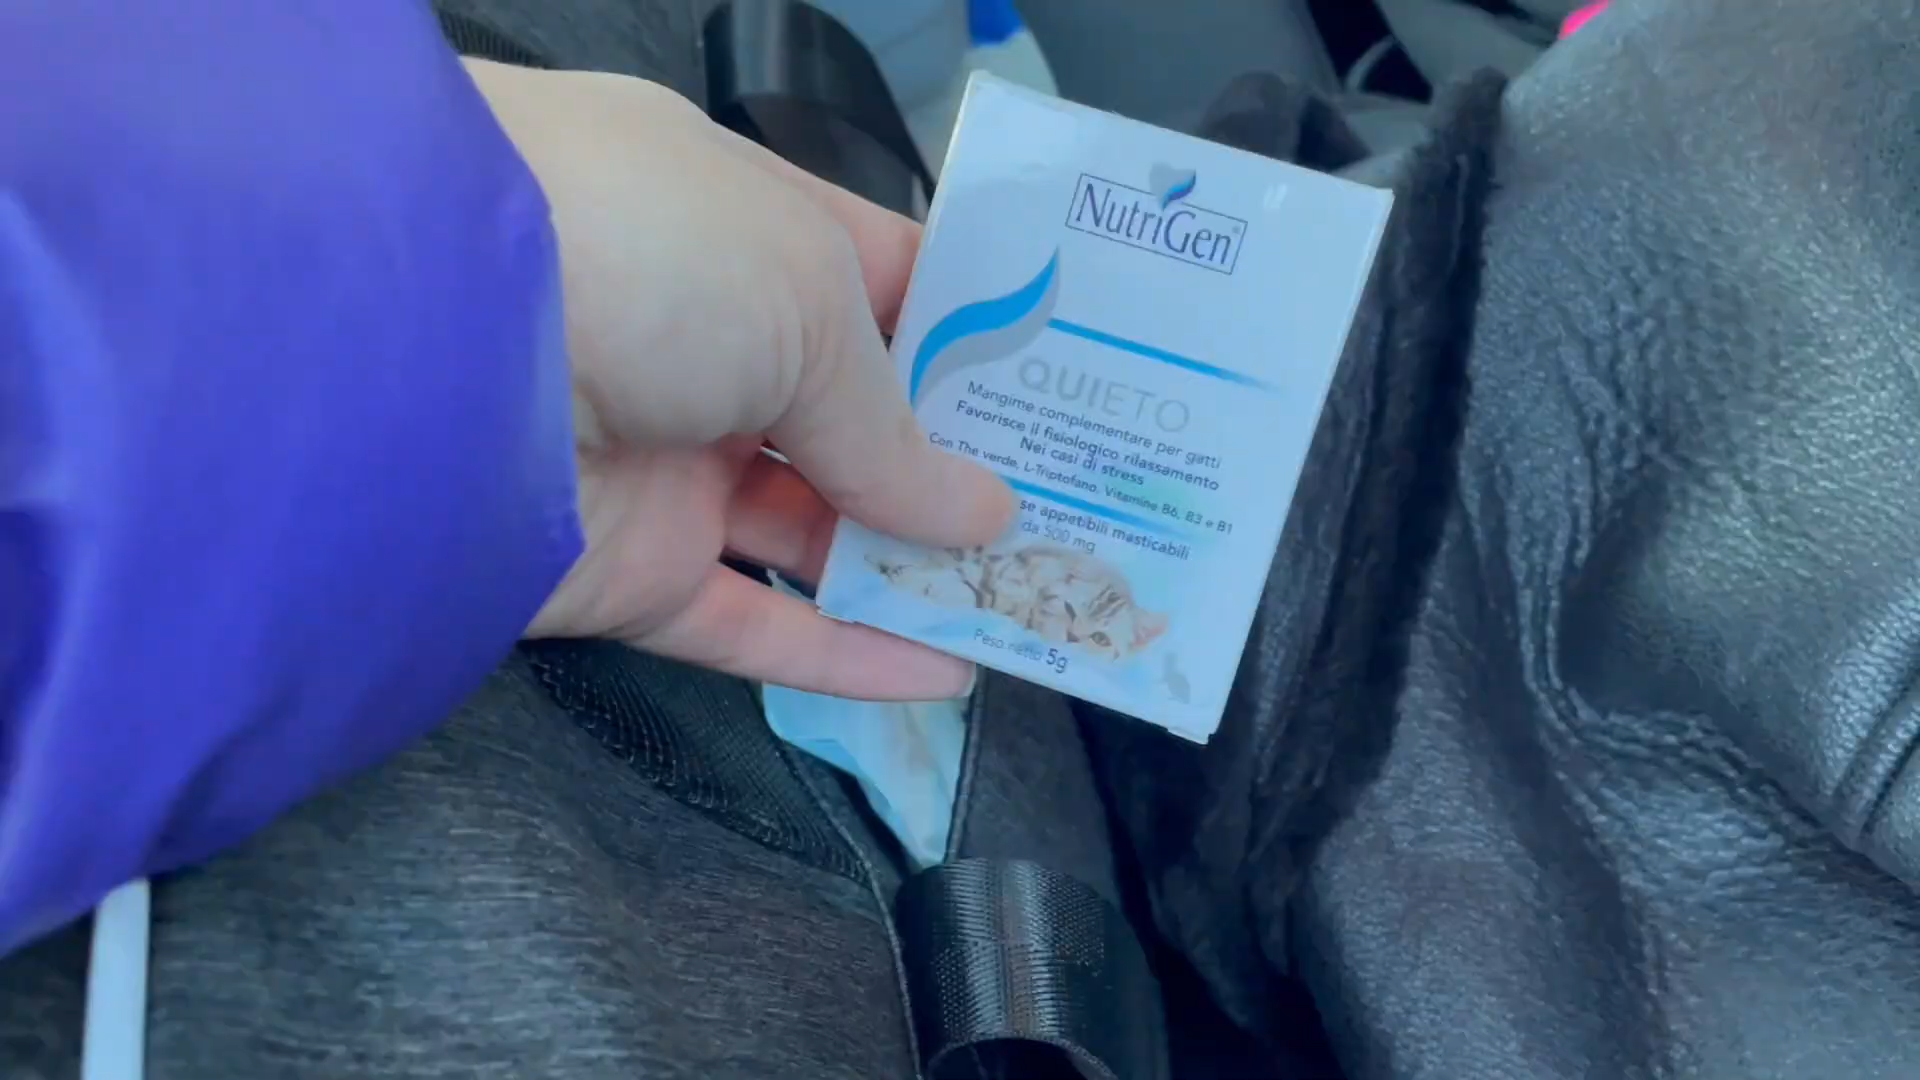 NutriGen®
QUIETO
Mangime complementare per gatti
Favorisce il fisiologico rilassamento
Nei casi di stress
Con The verde, L-Triptofano, Vitamine B6, B3 e B1
se appetibili masticabili
da 500 mg
Peso netto 5g